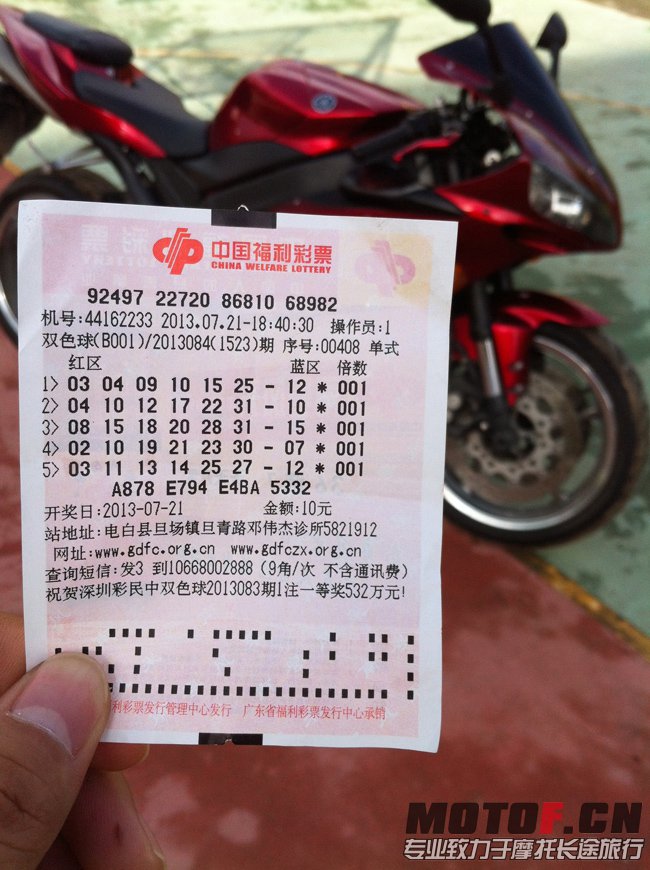 中国福利彩票
CHINA WELFARE LOTTERY
92497 22720 86810 68982
机号:44162233 2013.07.21-18:40:30 操作员:1
双色球(B001)/2013084(1523)期 序号:00408 单式
红区 蓝区 倍数
1> 03 04 09 10 15 25 - 12 * 001
2> 04 10 12 17 22 31 - 10 * 001
3> 08 15 18 20 28 31 - 15 * 001
4> 02 10 19 21 23 30 - 07 * 001
5> 03 11 13 14 25 27 - 12 * 001
A878 E794 E4BA 5332
开奖日:2013-07-21 金额:10元
站地址:电白县旦场镇旦青路邓伟杰诊所5821912
网址:www.gdfc.org.cn www.gdfczx.org.cn
查询短信:发3 到10668002888 (9角/次 不含通讯费)
祝贺深圳彩民中双色球2013083期1注一等奖532万元!
利彩票发行管理中心发行 广东省福利彩票发行中心承销
MOTOF.CN
专业致力于摩托长途旅行